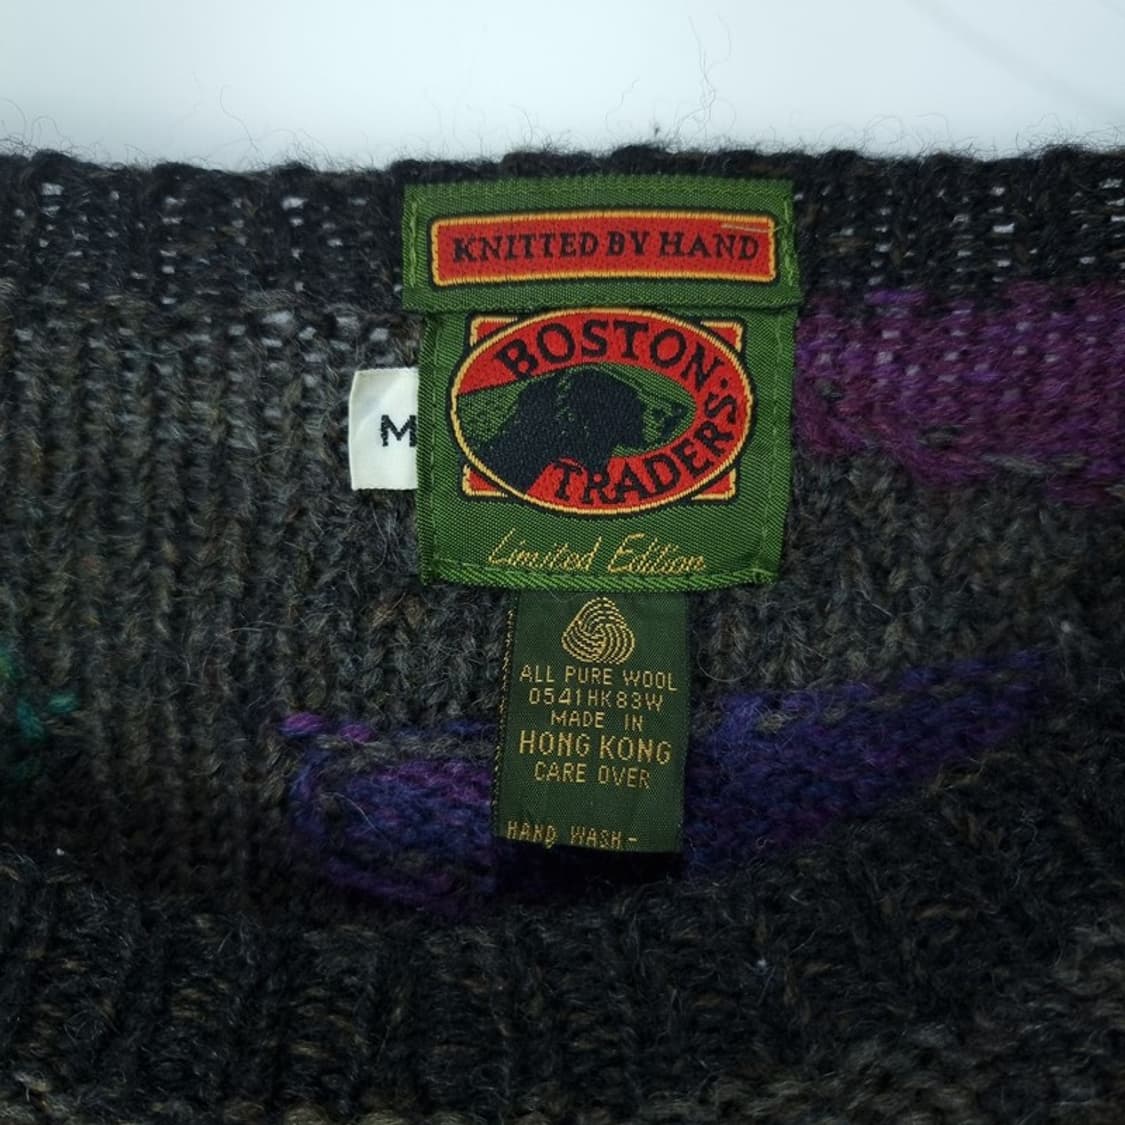 KNITTED BY HAND
BOSTON
TRADERS
M
Limited Edition
ALL PURE WOOL
0541HK83W
MADE IN
HONG KONG
CARE OVER
HAND WASH-